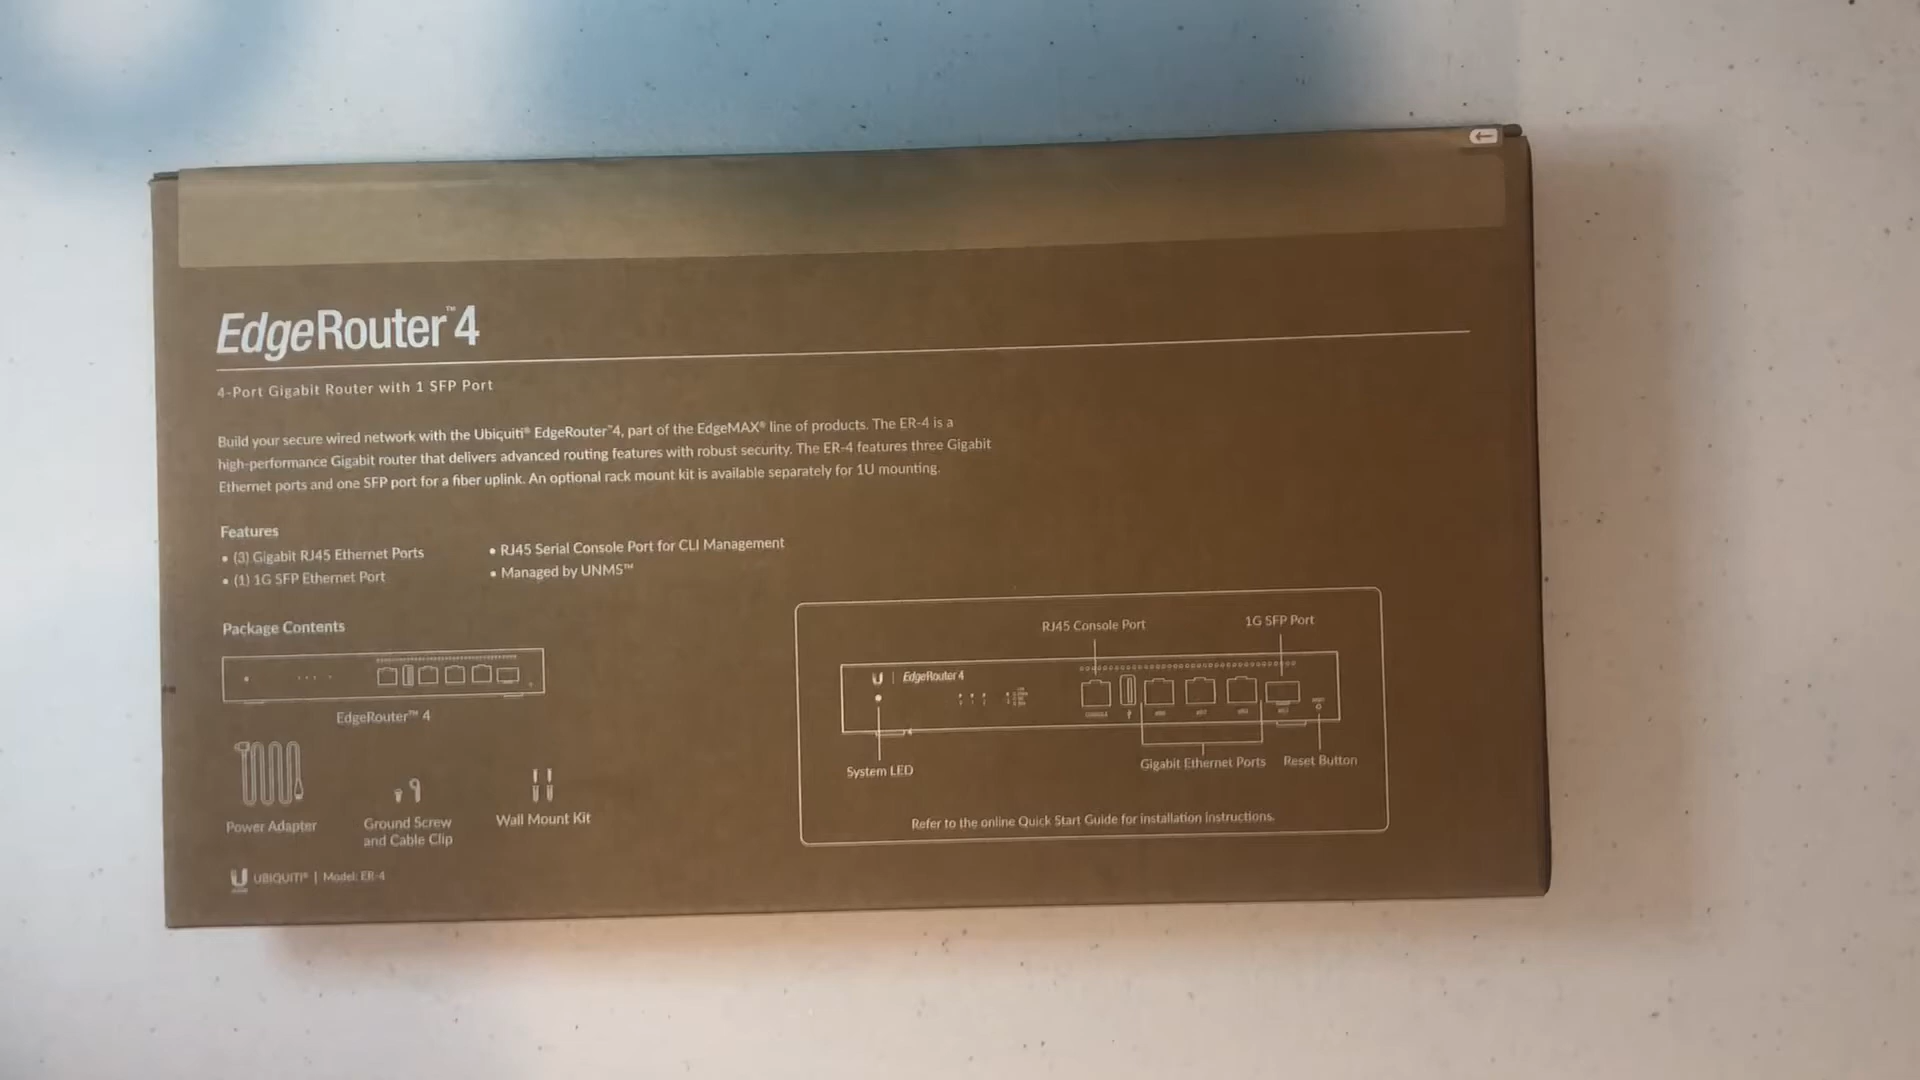 EdgeRouter™4
4-Port Gigabit Router with 1 SFP Port
Build your secure wired network with the Ubiquiti® EdgeRouter™4, part of the EdgeMAX® line of products. The ER-4 is a
high-performance Gigabit router that delivers advanced routing features with robust security. The ER-4 features three Gigabit
Ethernet ports and one SFP port for a fiber uplink. An optional rack mount kit is available separately for 1U mounting.
Features
• (3) Gigabit RJ45 Ethernet Ports
• (1) 1G SFP Ethernet Port
• RJ45 Serial Console Port for CLI Management
• Managed by UNMS™
Package Contents
EdgeRouter™ 4
Power Adapter
Ground Screw
and Cable Clip
Wall Mount Kit
RJ45 Console Port
1G SFP Port
U | EdgeRouter 4
System LED
Gigabit Ethernet Ports
Reset Button
Refer to the online Quick Start Guide for installation instructions.
UBIQUITI® | Model: ER-4